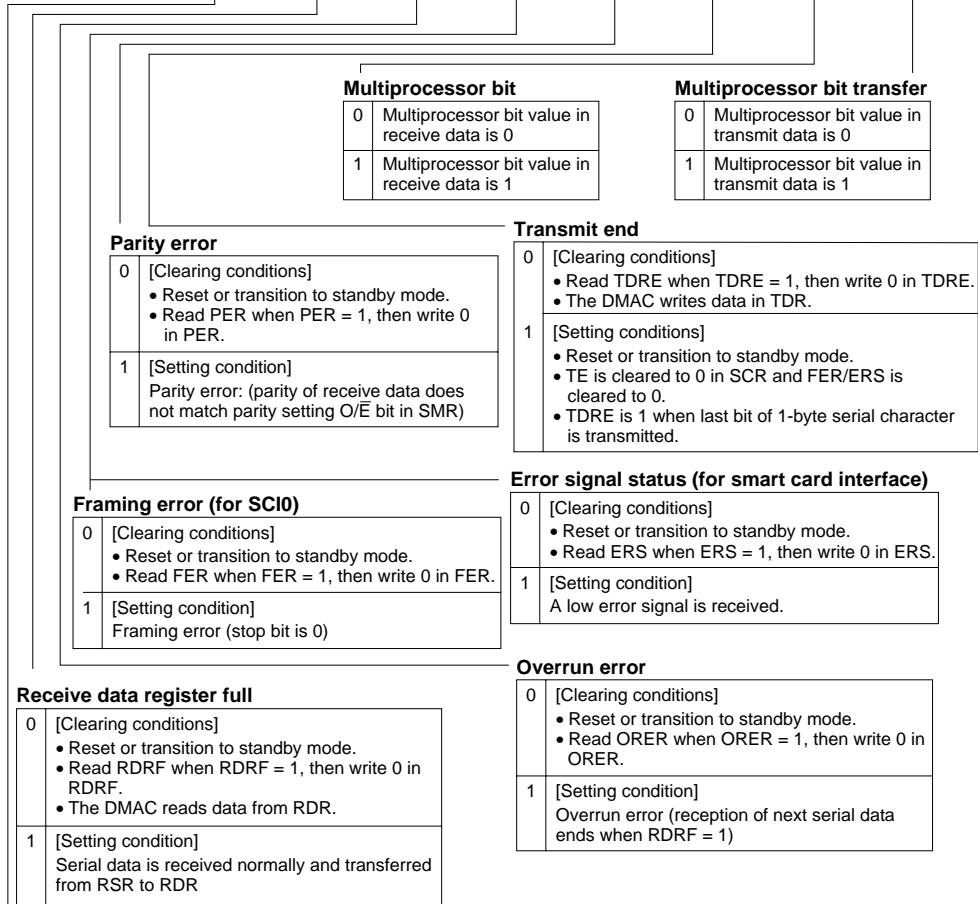 Multiprocessor bit
0 Multiprocessor bit value in
receive data is 0
1 Multiprocessor bit value in
receive data is 1
Multiprocessor bit transfer
0 Multiprocessor bit value in
transmit data is 0
1 Multiprocessor bit value in
transmit data is 1
Parity error
0 [Clearing conditions]
• Reset or transition to standby mode.
• Read PER when PER = 1, then write 0
in PER.
1 [Setting condition]
Parity error: (parity of receive data does
not match parity setting O/E̅ bit in SMR)
Transmit end
0 [Clearing conditions]
• Read TDRE when TDRE = 1, then write 0 in TDRE.
• The DMAC writes data in TDR.
1 [Setting conditions]
• Reset or transition to standby mode.
• TE is cleared to 0 in SCR and FER/ERS is
cleared to 0.
• TDRE is 1 when last bit of 1-byte serial character
is transmitted.
Framing error (for SCI0)
0 [Clearing conditions]
• Reset or transition to standby mode.
• Read FER when FER = 1, then write 0 in FER.
1 [Setting condition]
Framing error (stop bit is 0)
Error signal status (for smart card interface)
0 [Clearing conditions]
• Reset or transition to standby mode.
• Read ERS when ERS = 1, then write 0 in ERS.
1 [Setting condition]
A low error signal is received.
Receive data register full
0 [Clearing conditions]
• Reset or transition to standby mode.
• Read RDRF when RDRF = 1, then write 0 in
RDRF.
• The DMAC reads data from RDR.
1 [Setting condition]
Serial data is received normally and transferred
from RSR to RDR
Overrun error
0 [Clearing conditions]
• Reset or transition to standby mode.
• Read ORER when ORER = 1, then write 0 in
ORER.
1 [Setting condition]
Overrun error (reception of next serial data
ends when RDRF = 1)